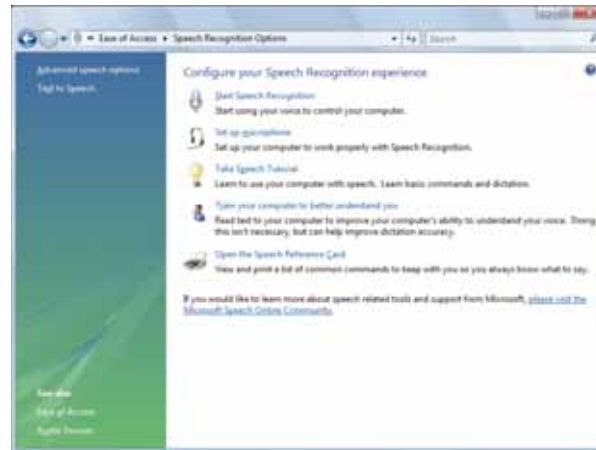 Ease of Access ▸ Speech Recognition Options
Search
Advanced speech options
Text to Speech
Configure your Speech Recognition experience
Start Speech Recognition
Start using your voice to control your computer.
Set up microphone
Set up your computer to work properly with Speech Recognition.
Take Speech Tutorial
Learn to use your computer with speech. Learn basic commands and dictation.
Train your computer to better understand you
Read text to your computer to improve your computer's ability to understand your voice. Doing
this isn't necessary, but can help improve dictation accuracy.
Open the Speech Reference Card
View and print a list of common commands to keep with you so you always know what to say.
If you would like to learn more about speech related tools and support from Microsoft, please visit the
Microsoft Speech Online Community.
See also
Ease of Access
Audio Devices